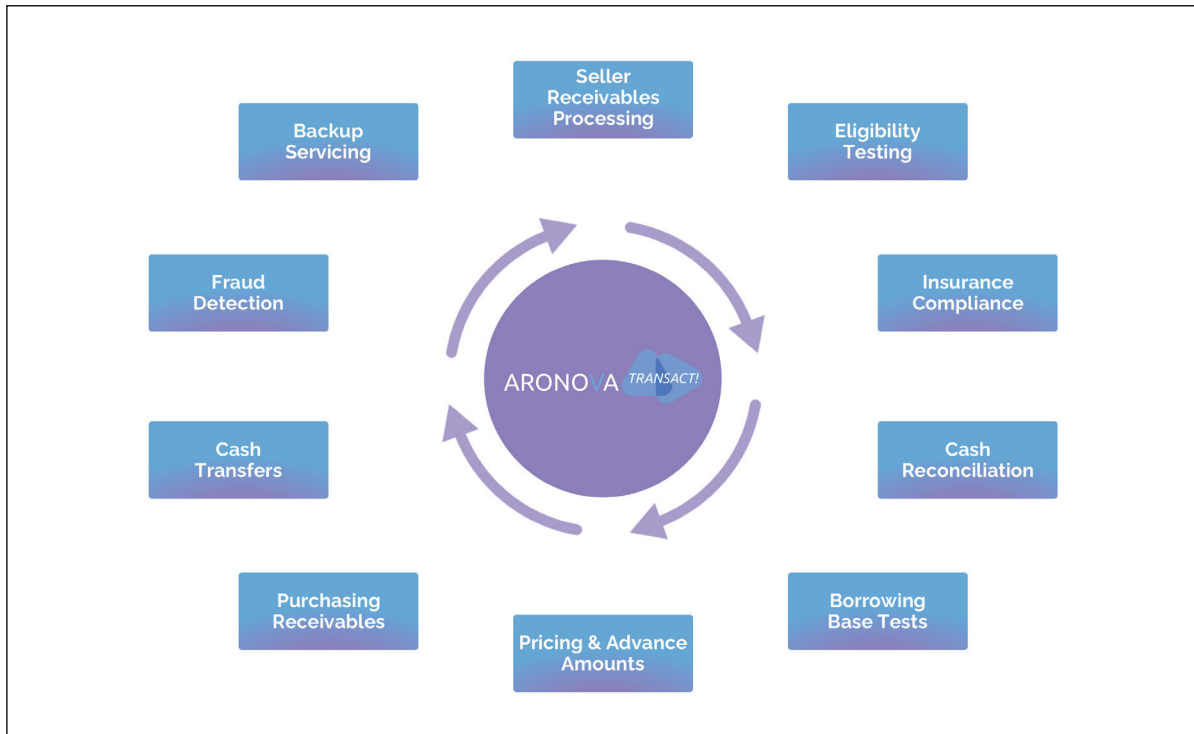 Seller
Receivables
Processing
Eligibility
Testing
Insurance
Compliance
Cash
Reconciliation
Borrowing
Base Tests
Pricing & Advance
Amounts
Purchasing
Receivables
Cash
Transfers
Fraud
Detection
Backup
Servicing
ARONOVA TRANSACT!